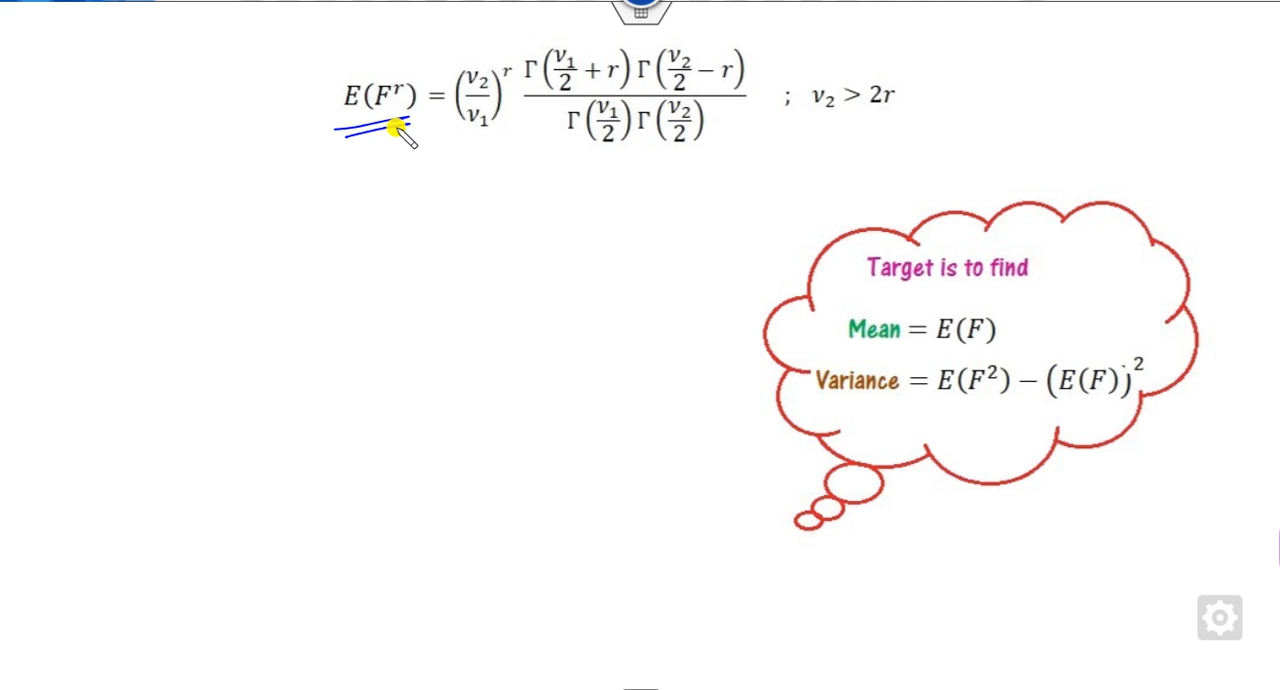 E(F^r) = (ν₂/ν₁)^r Γ(ν₁/2 + r) Γ(ν₂/2 − r) / Γ(ν₁/2) Γ(ν₂/2) ; ν₂ > 2r
Target is to find
Mean = E(F)
Variance = E(F²) − (E(F))²